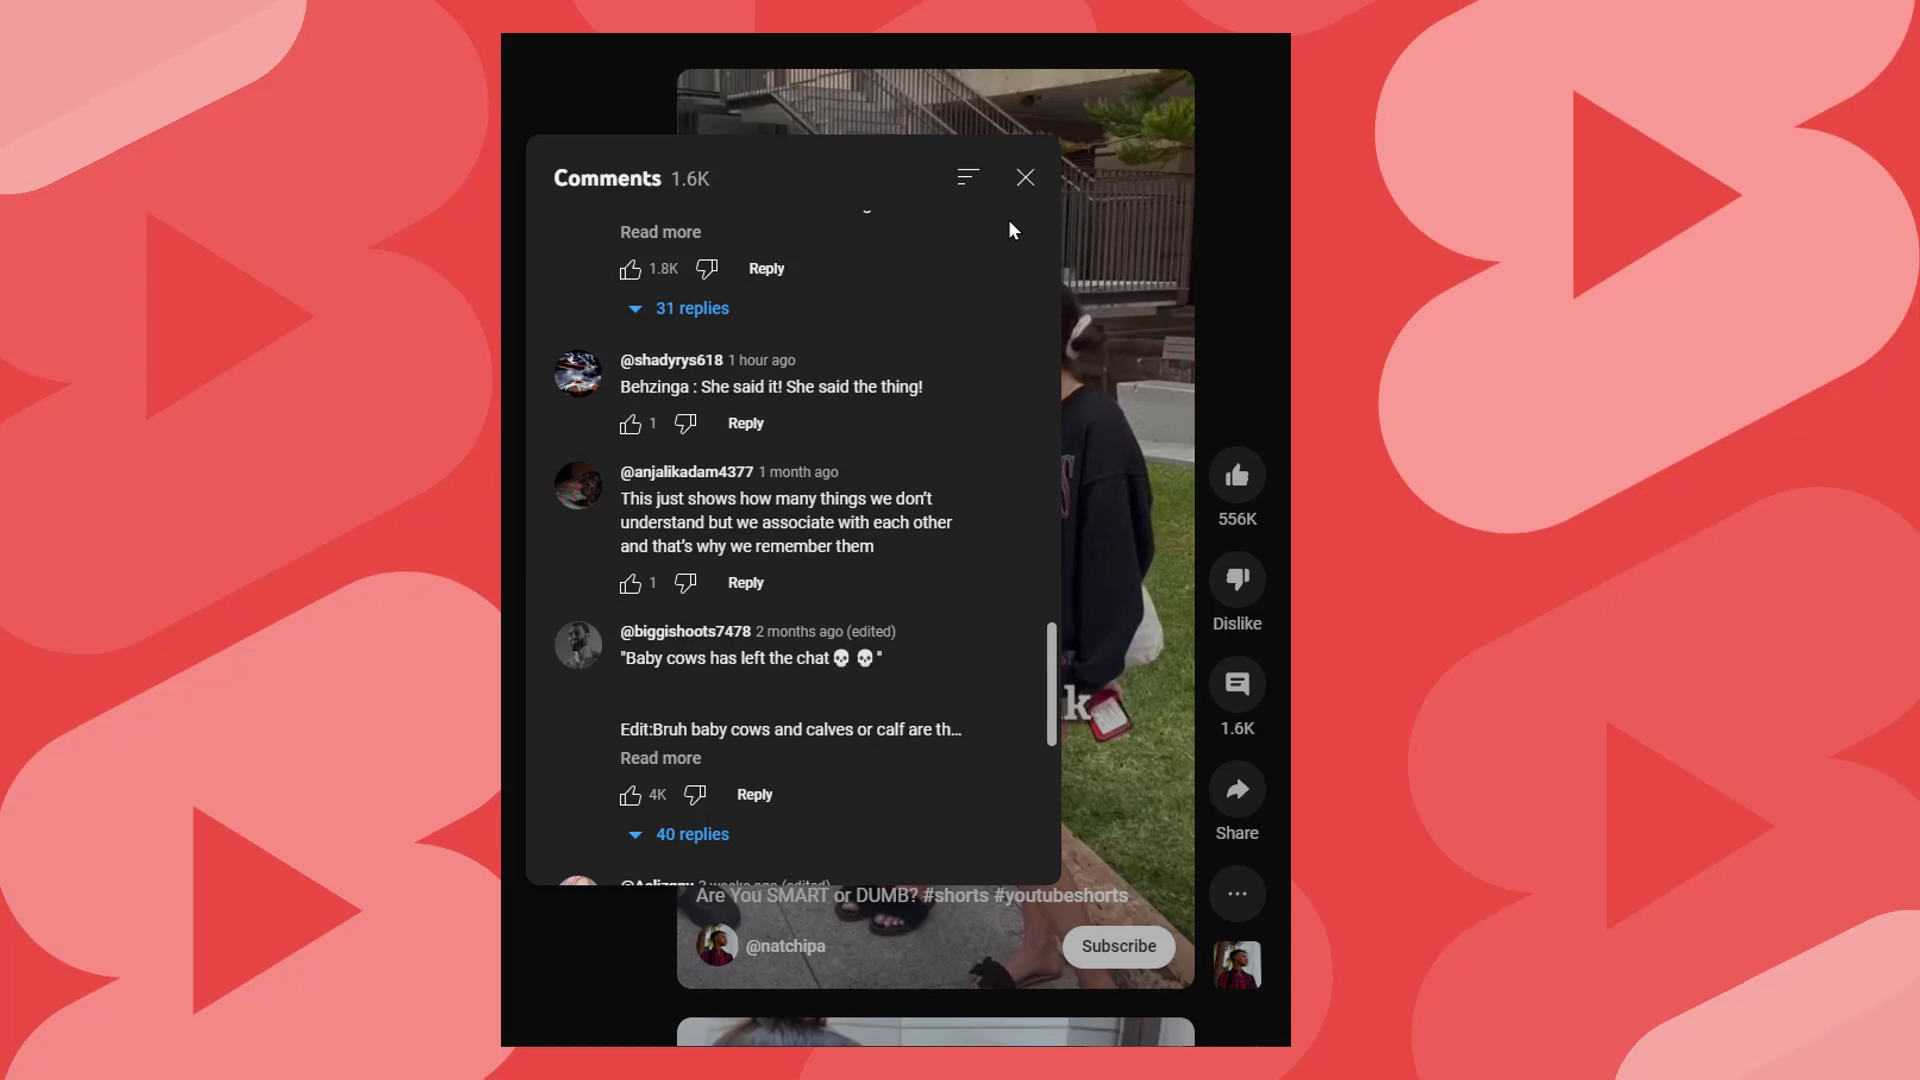 Comments 1.6K
Read more
1.8K Reply
31 replies
@shadyrys618 1 hour ago
Behzinga : She said it! She said the thing!
1 Reply
@anjalikadam4377 1 month ago
This just shows how many things we don't
understand but we associate with each other
and that's why we remember them
1 Reply
@biggishoots7478 2 months ago (edited)
"Baby cows has left the chat💀 💀 "
Edit:Bruh baby cows and calves or calf are th...
Read more
4K Reply
40 replies
weeks ago (edited)
k
Are You SMART or DUMB? #shorts #youtubeshorts
@natchipa
Subscribe
556K
Dislike
1.6K
Share